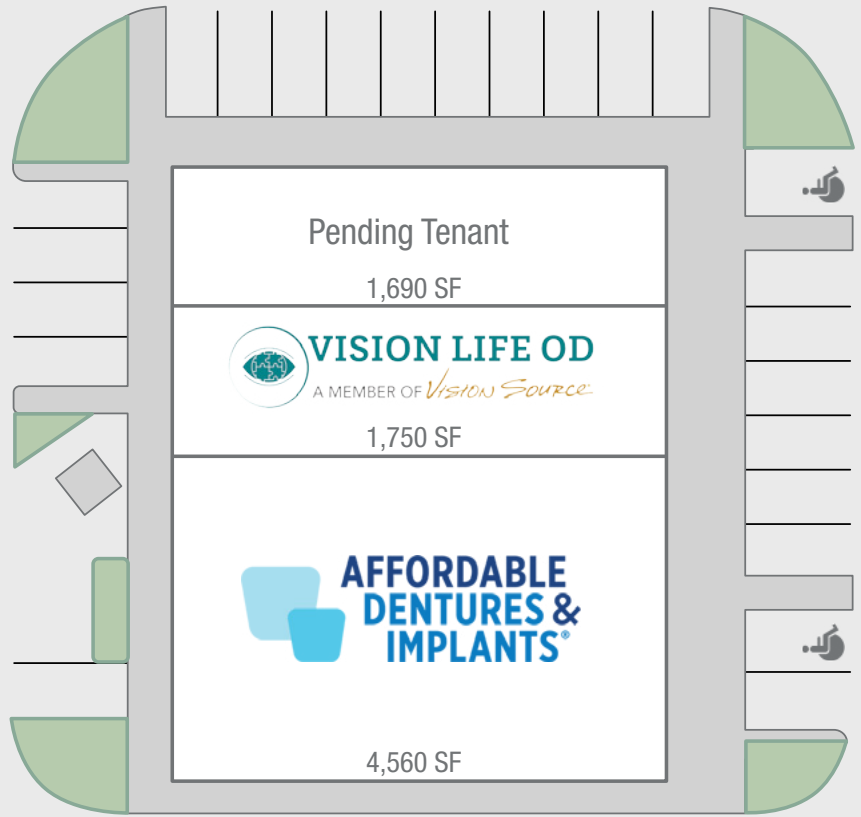 Pending Tenant
1,690 SF
VISION LIFE OD
A MEMBER OF Vision Source
1,750 SF
AFFORDABLE
DENTURES &
IMPLANTS®
4,560 SF